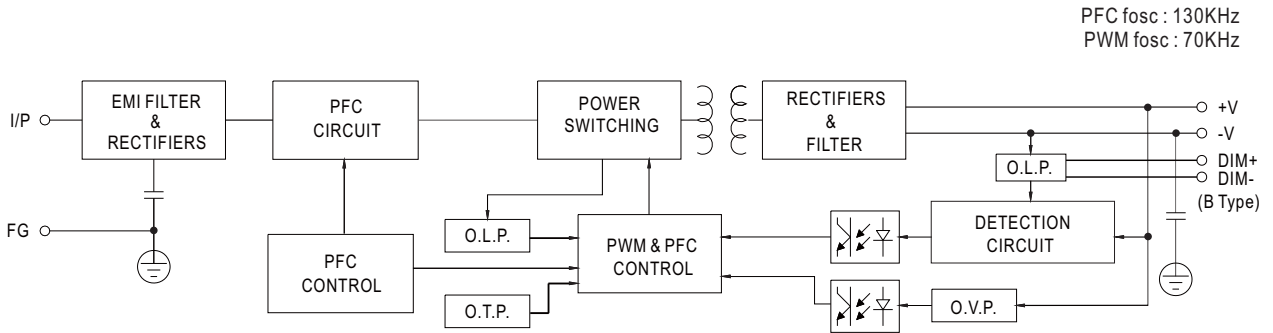 PFC fosc : 130KHz
PWM fosc : 70KHz
I/P
EMI FILTER
&
RECTIFIERS
PFC
CIRCUIT
POWER
SWITCHING
RECTIFIERS
&
FILTER
+V
-V
O.L.P.
DIM+
DIM-
(B Type)
FG
PFC
CONTROL
O.L.P.
O.T.P.
PWM & PFC
CONTROL
DETECTION
CIRCUIT
O.V.P.